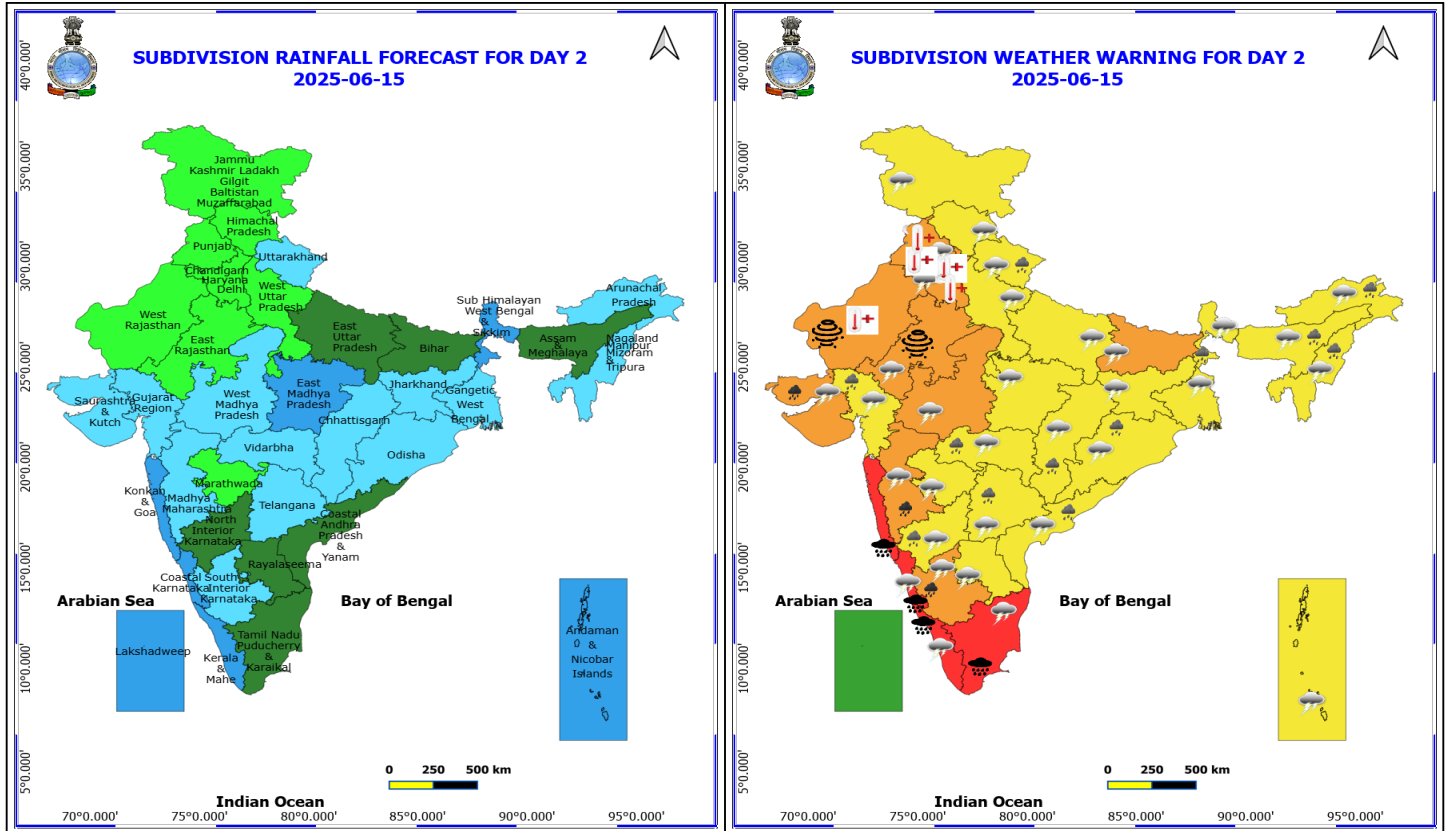 SUBDIVISION RAINFALL FORECAST FOR DAY 2
2025-06-15
40°0.000'
35°0.000'
30°0.000'
25°0.000'
20°0.000'
15°0.000'
10°0.000'
5°0.000'
Jammu
Kashmir Ladakh
Gilgit
Baltistan
Muzaffarabad
Himachal
Pradesh
Punjab
Uttarakhand
Chandigarh
Haryana
Delhi
West
Uttar
Pradesh
West
Rajasthan
East
Rajasthan
East
Uttar
Pradesh
Bihar
Sub Himalayan
West Bengal
&
Sikkim
Arunachal
Pradesh
Assam
&
Meghalaya
Nagaland
Manipur
Mizoram
&
Tripura
Saurashtra
&
Kutch
Gujarat
Region
West
Madhya
Pradesh
East
Madhya
Pradesh
Jharkhand
Gangetic
West
Bengal
Chhattisgarh
Vidarbha
Odisha
Konkan
&
Goa
Madhya
Maharashtra
Marathwada
Telangana
North
Interior
Karnataka
Coastal
Andhra
Pradesh
&
Yanam
Rayalaseema
Coastal
Karnataka
South
Interior
Karnataka
Tamil Nadu
Puducherry
&
Karaikal
Kerala
&
Mahe
Lakshadweep
Andaman
&
Nicobar
Islands
Arabian Sea
Bay of Bengal
Indian Ocean
0 250 500 km
70°0.000' 75°0.000' 80°0.000' 85°0.000' 90°0.000' 95°0.000'
SUBDIVISION WEATHER WARNING FOR DAY 2
2025-06-15
40°0.000'
35°0.000'
30°0.000'
25°0.000'
20°0.000'
15°0.000'
10°0.000'
5°0.000'
Arabian Sea
Bay of Bengal
Indian Ocean
0 250 500 km
70°0.000' 75°0.000' 80°0.000' 85°0.000' 90°0.000' 95°0.000'